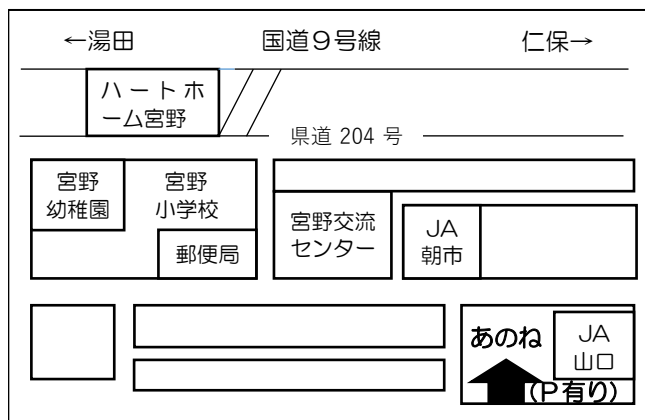 ←湯田 国道9号線 仁保→
ハートホ
ーム宮野
県道 204 号
宮野
幼稚園
宮野
小学校
郵便局
宮野交流
センター
JA
朝市
あのね
JA
山口
(P有り)